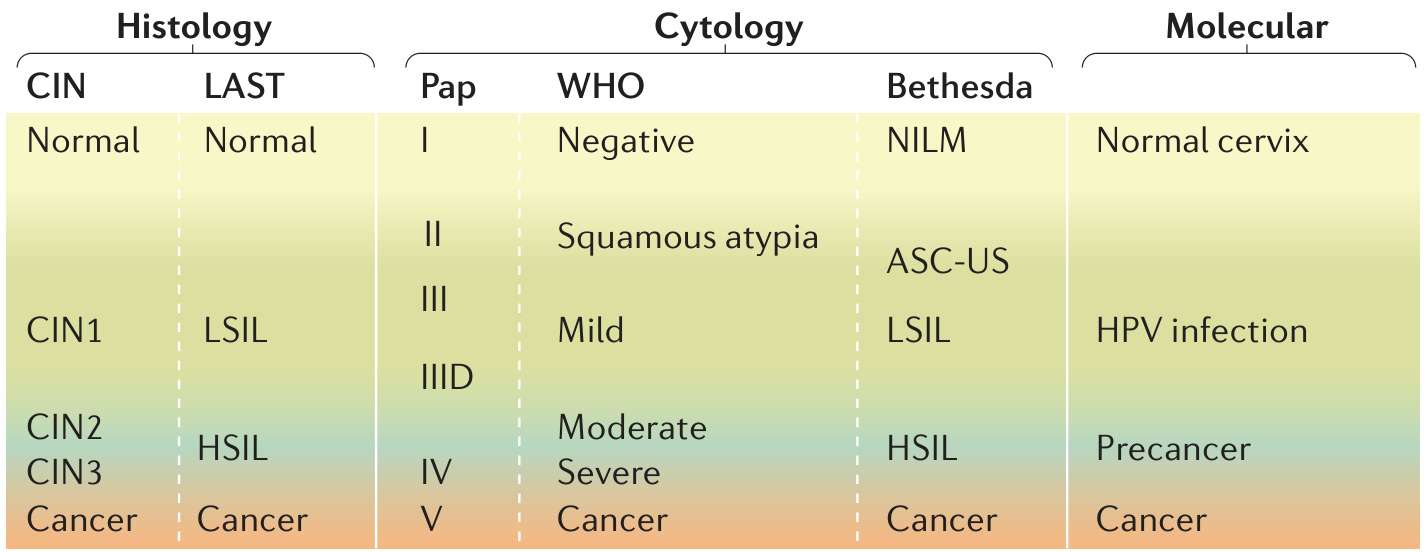 Histology Cytology Molecular
CIN LAST Pap WHO Bethesda
Normal Normal I Negative NILM Normal cervix
II Squamous atypia
ASC-US
III
CIN1 LSIL Mild LSIL HPV infection
IIID
CIN2 Moderate
HSIL HSIL Precancer
CIN3 IV Severe
Cancer Cancer V Cancer Cancer Cancer